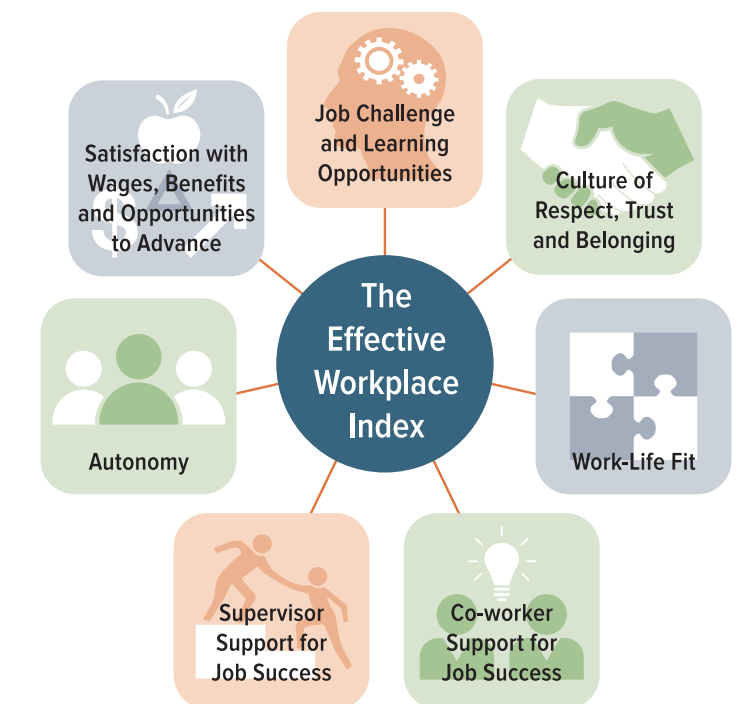 Job Challenge
and Learning
Opportunities
Culture of
Respect, Trust
and Belonging
Work-Life Fit
Co-worker
Support for
Job Success
Supervisor
Support for
Job Success
Autonomy
Satisfaction with
Wages, Benefits
and Opportunities
to Advance
$
The
Effective
Workplace
Index